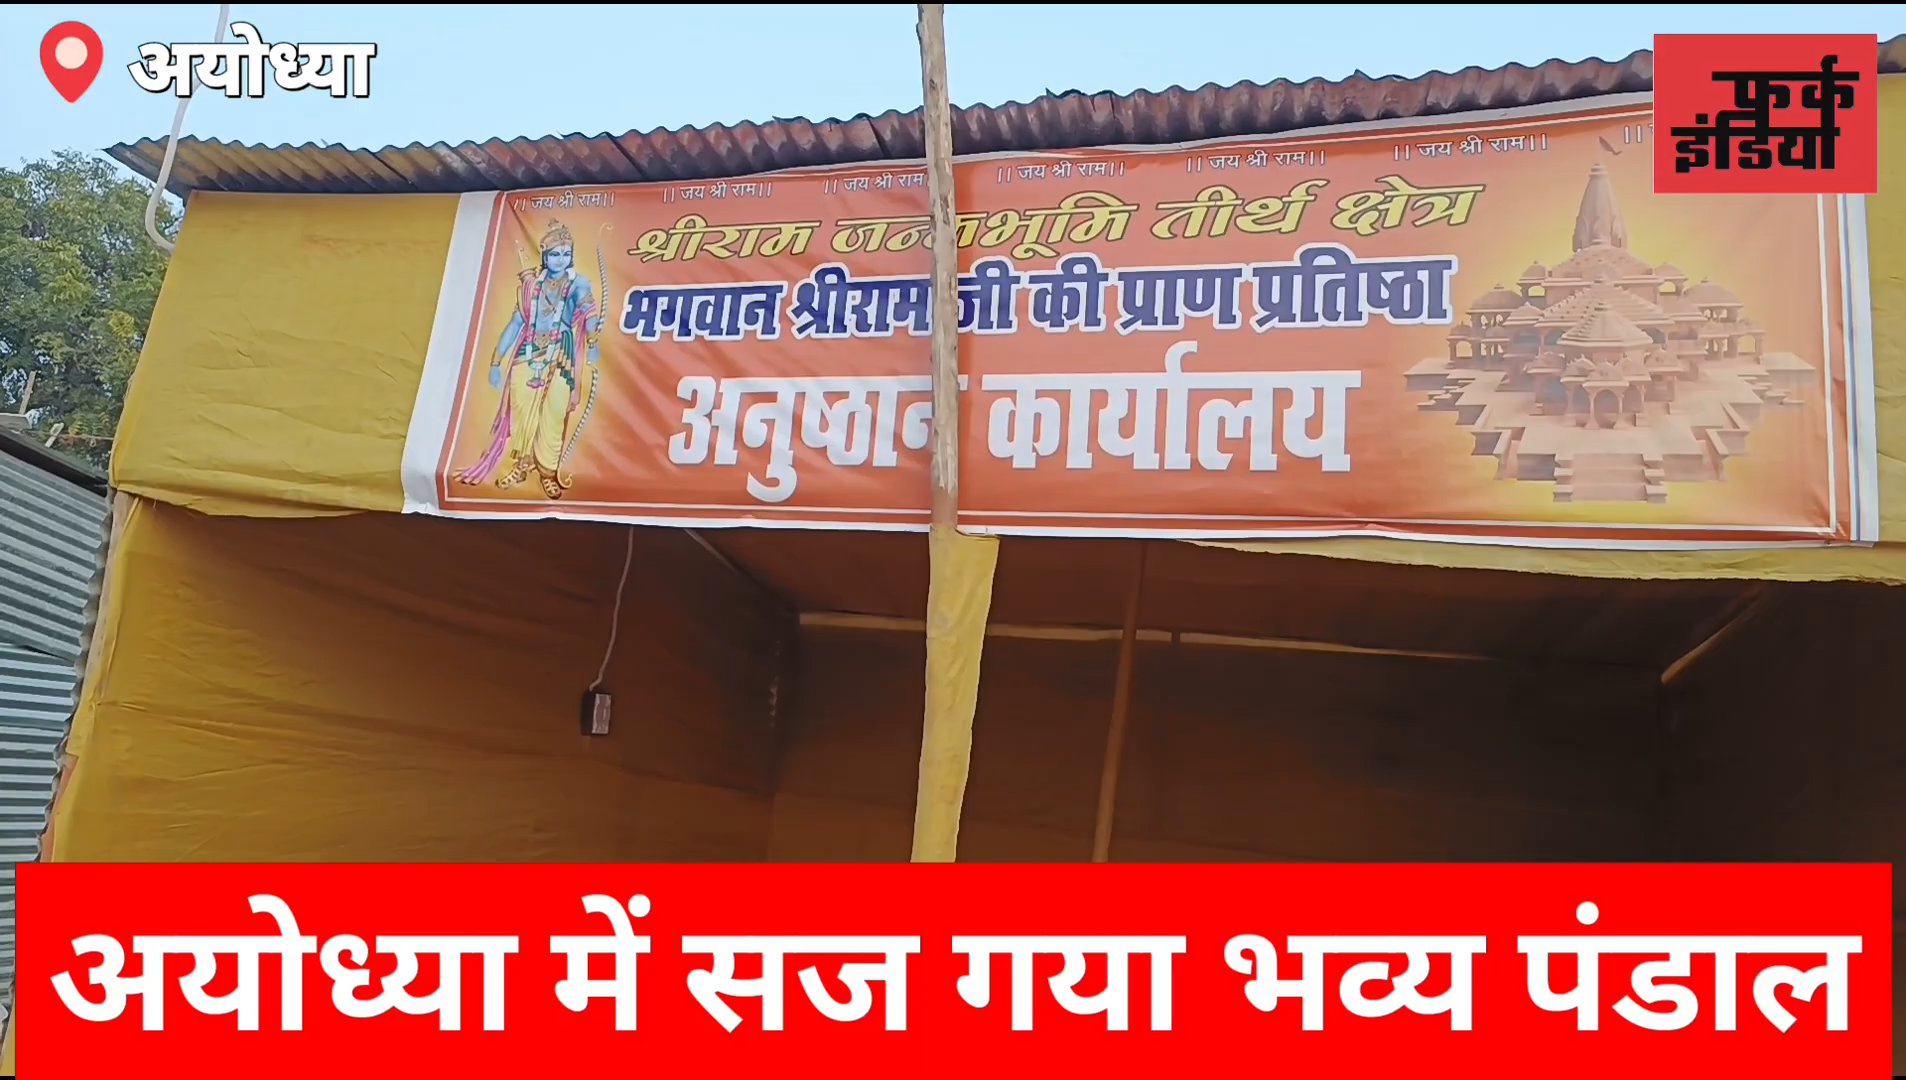 अयोध्या
फर्क
इंडिया
|| जय श्री राम|| || जय श्री राम|| || जय श्री राम || जय श्री राम|| || जय श्री राम|| || जय श्री राम||
श्रीराम जन्मभूमि तीर्थ क्षेत्र
भगवान श्रीराम जी की प्राण प्रतिष्ठा
अनुष्ठान कार्यालय
अयोध्या में सज गया भव्य पंडाल